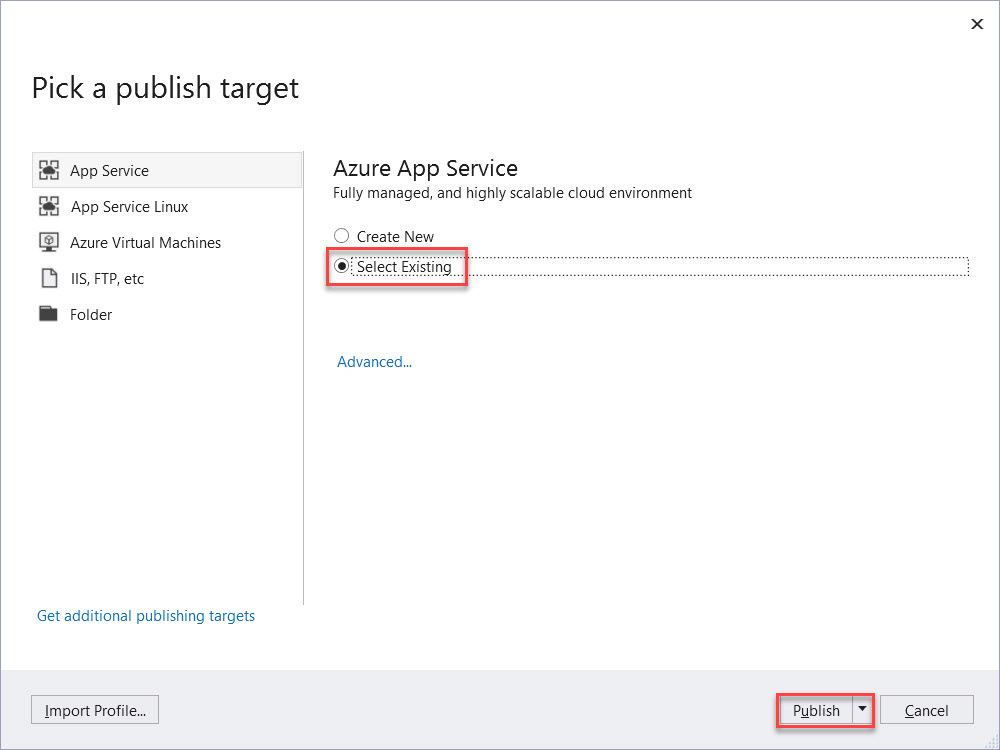 Pick a publish target
App Service
App Service Linux
Azure Virtual Machines
IIS, FTP, etc
Folder
Get additional publishing targets
Azure App Service
Fully managed, and highly scalable cloud environment
Create New
Select Existing
Advanced...
Import Profile...
Publish
Cancel